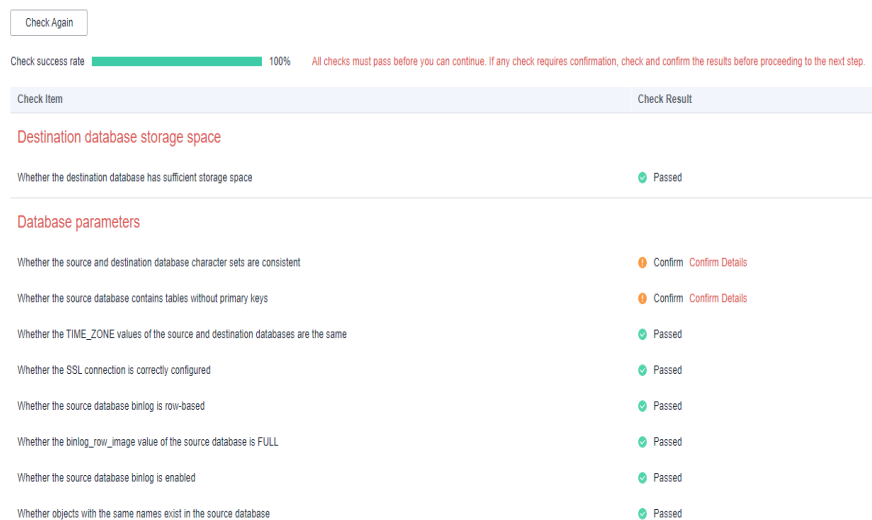 Check Again
Check success rate 100% All checks must pass before you can continue. If any check requires confirmation, check and confirm the results before proceeding to the next step.
Check Item Check Result
Destination database storage space
Whether the destination database has sufficient storage space Passed
Database parameters
Whether the source and destination database character sets are consistent Confirm Confirm Details
Whether the source database contains tables without primary keys Confirm Confirm Details
Whether the TIME_ZONE values of the source and destination databases are the same Passed
Whether the SSL connection is correctly configured Passed
Whether the source database binlog is row-based Passed
Whether the binlog_row_image value of the source database is FULL Passed
Whether the source database binlog is enabled Passed
Whether objects with the same names exist in the source database Passed